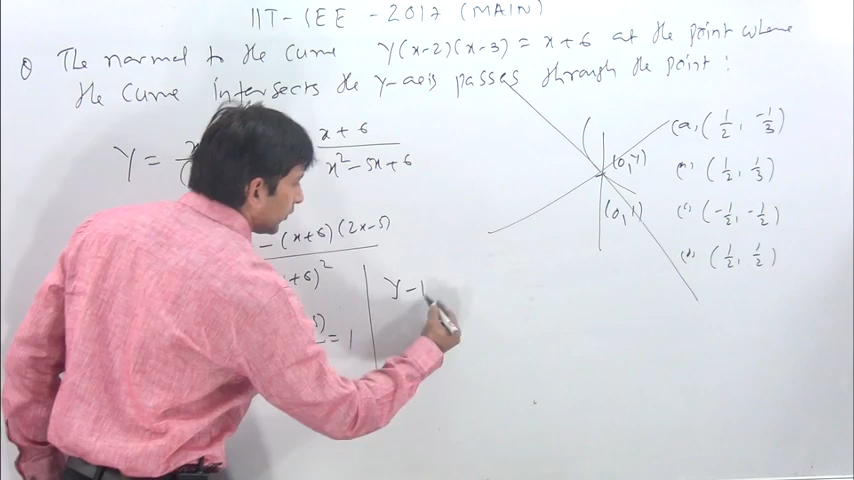 IIT-JEE - 2017 (MAIN)
Q The normal to the curve y(x-2)(x-3) = x+6 at the point where
the curve intersects the y-axis passes through the point :
(a) (1/2, -1/3)
(b) (1/2, 1/3)
(c) (-1/2, -1/2)
(d) (1/2, 1/2)
y =
x + 6 / x² - 5x + 6
- (x+6)(2x-5)
+6)²
= 1
y - 1
(0, y)
(0, 1)